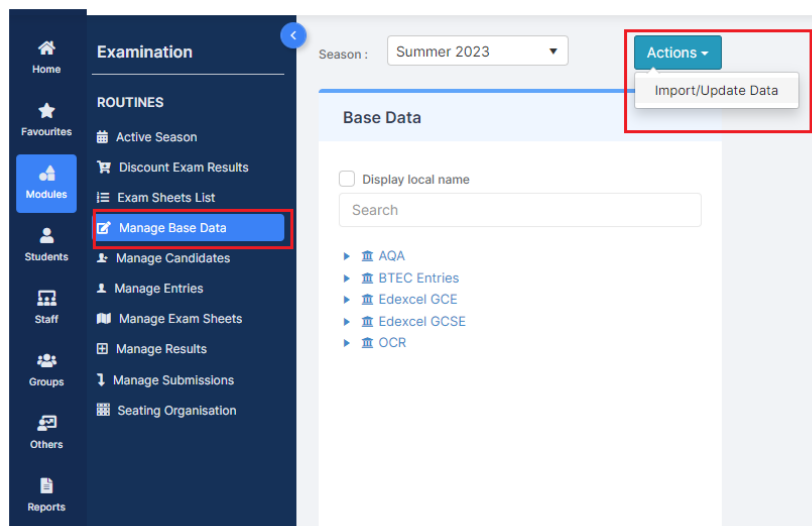 Home
Favourites
Modules
Students
Staff
Groups
Others
Reports
Examination
ROUTINES
Active Season
Discount Exam Results
Exam Sheets List
Manage Base Data
Manage Candidates
Manage Entries
Manage Exam Sheets
Manage Results
Manage Submissions
Seating Organisation
Season : Summer 2023
Actions
Import/Update Data
Base Data
Display local name
Search
AQA
BTEC Entries
Edexcel GCE
Edexcel GCSE
OCR